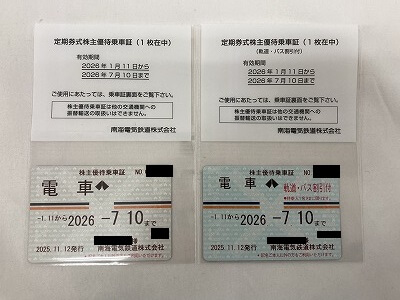 定期券式株主優待乗車証（1枚在中）
有効期間
2026年1月11日から
2026年7月10日まで
ご使用にあたっては、乗車証裏面をご覧下さい。
株主優待乗車証は他の交通機関への
振替輸送の取扱いはできません。
南海電気鉄道株式会社
定期券式株主優待乗車証（1枚在中）
（軌道・バス割引付）
有効期間
2026年1月11日から
2026年7月10日まで
ご使用にあたっては、乗車証裏面をご覧下さい。
株主優待乗車証は他の交通機関への
振替輸送の取扱いはできません。
南海電気鉄道株式会社
株主優待乗車証 NO
電車
-1.11から2026-7.10まで
様
2025.11.12発行 南海電気鉄道株式会社
株主優待乗車証 NO
電車 軌道・バス割引付
-1.11から2026-7.10まで
2025.11.12発行 南海電気鉄道株式会社